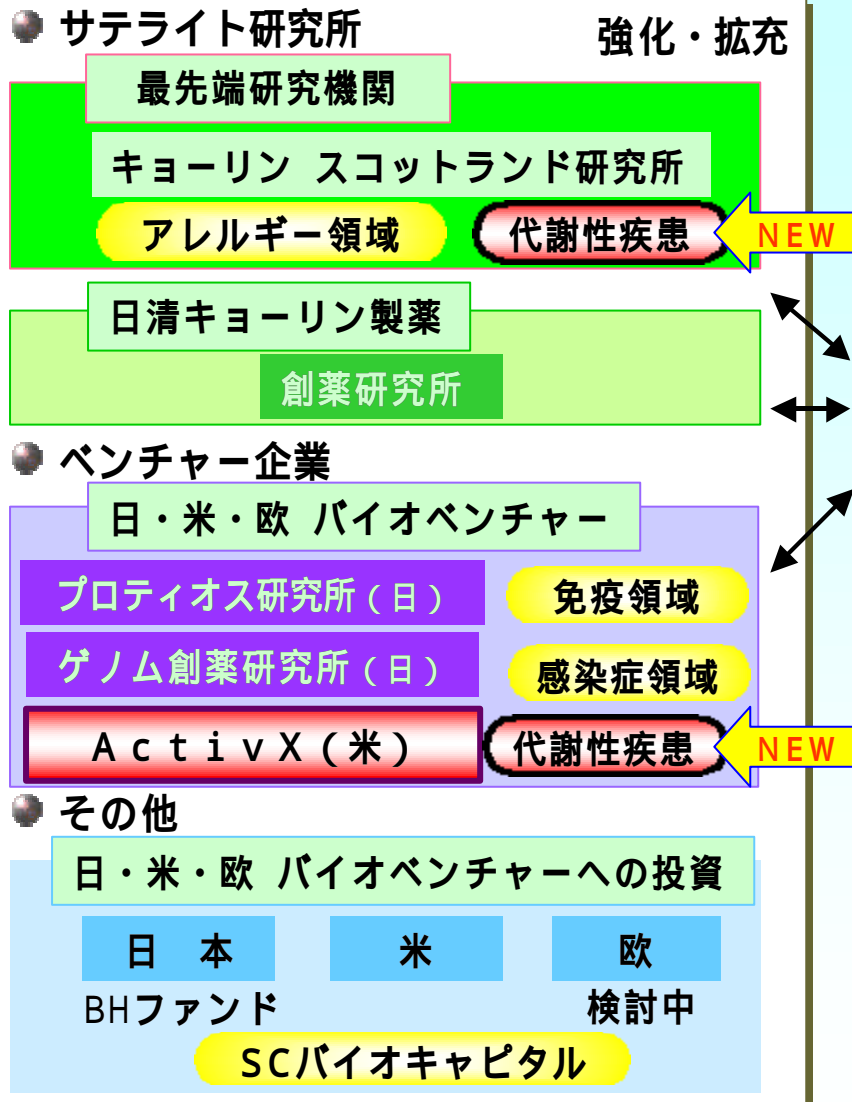 サテライト研究所
強化・拡充
最先端研究機関
キョーリン スコットランド研究所
アレルギー領域
代謝性疾患
NEW
日清キョーリン製薬
創薬研究所
ベンチャー企業
日・米・欧 バイオベンチャー
プロティオス研究所(日)
免疫領域
ゲノム創薬研究所(日)
感染症領域
ActivX(米)
代謝性疾患
NEW
その他
日・米・欧 バイオベンチャーへの投資
日 本
米
欧
BHファンド
検討中
SCバイオキャピタル